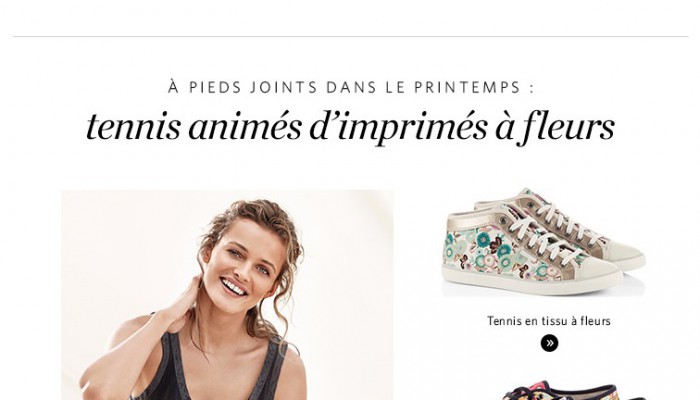 À PIEDS JOINTS DANS LE PRINTEMPS :
tennis animés d’imprimés à fleurs
Tennis en tissu à fleurs
»